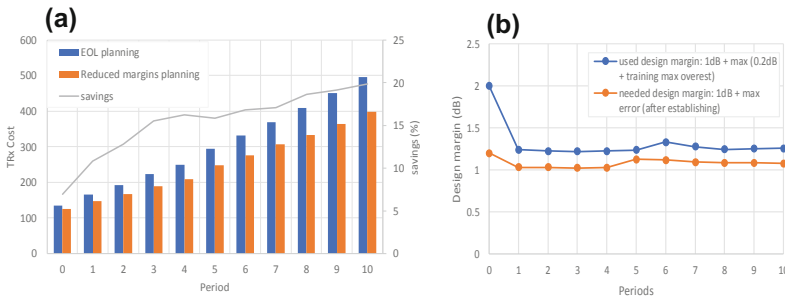 (a)
600
500
400
300
200
100
0
TRx Cost
EOL planning
Reduced margins planning
savings
25
20
15
10
5
0
savings (%)
0 1 2 3 4 5 6 7 8 9 10
Period
(b)
2.5
2
1.5
1
0.5
0
Design margin (dB)
used design margin: 1dB + max (0.2dB
+ training max overest)
needed design margin: 1dB + max
error (after establishing)
0 1 2 3 4 5 6 7 8 9 10
Periods